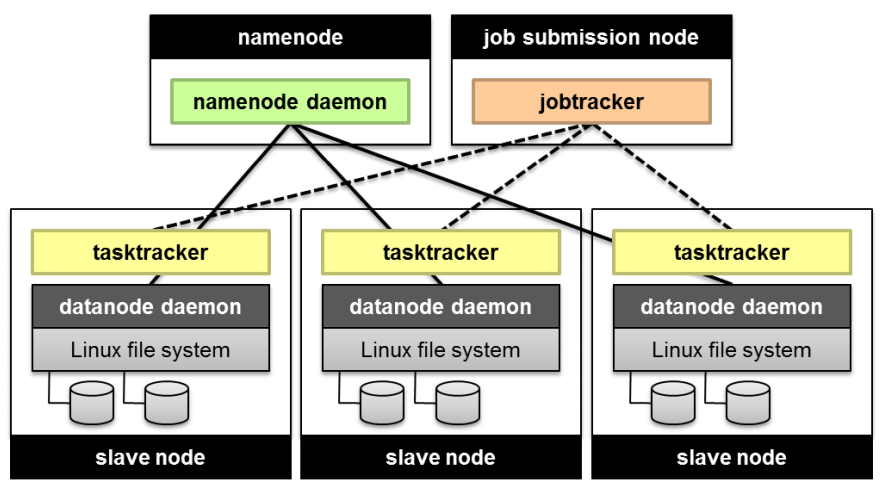 namenode
job submission node
namenode daemon
jobtracker
tasktracker
tasktracker
tasktracker
datanode daemon
datanode daemon
datanode daemon
Linux file system
Linux file system
Linux file system
slave node
slave node
slave node